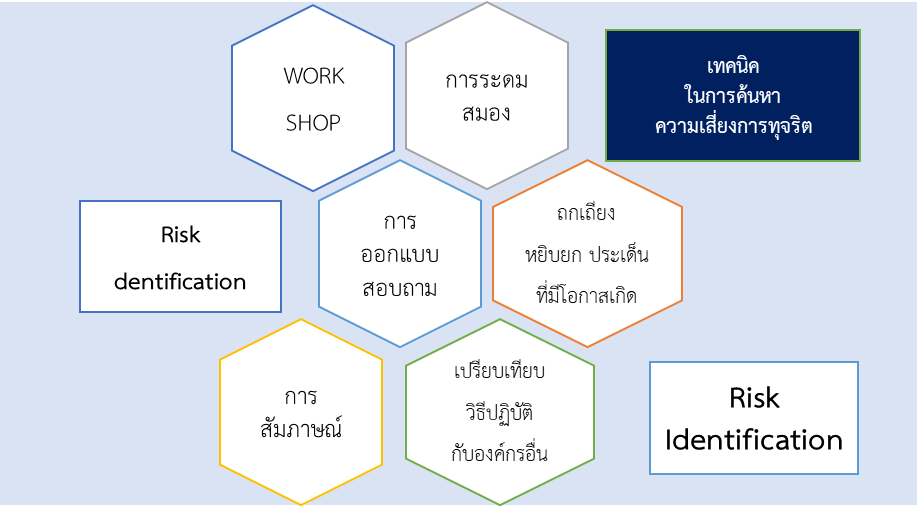 WORK
SHOP
การระดม
สมอง
เทคนิค
ในการค้นหา
ความเสี่ยงการทุจริต
Risk
dentification
การ
ออกแบบ
สอบถาม
ถกเถียง
หยิบยก ประเด็น
ที่มีโอกาสเกิด
การ
สัมภาษณ์
เปรียบเทียบ
วิธีปฏิบัติ
กับองค์กรอื่น
Risk
Identification